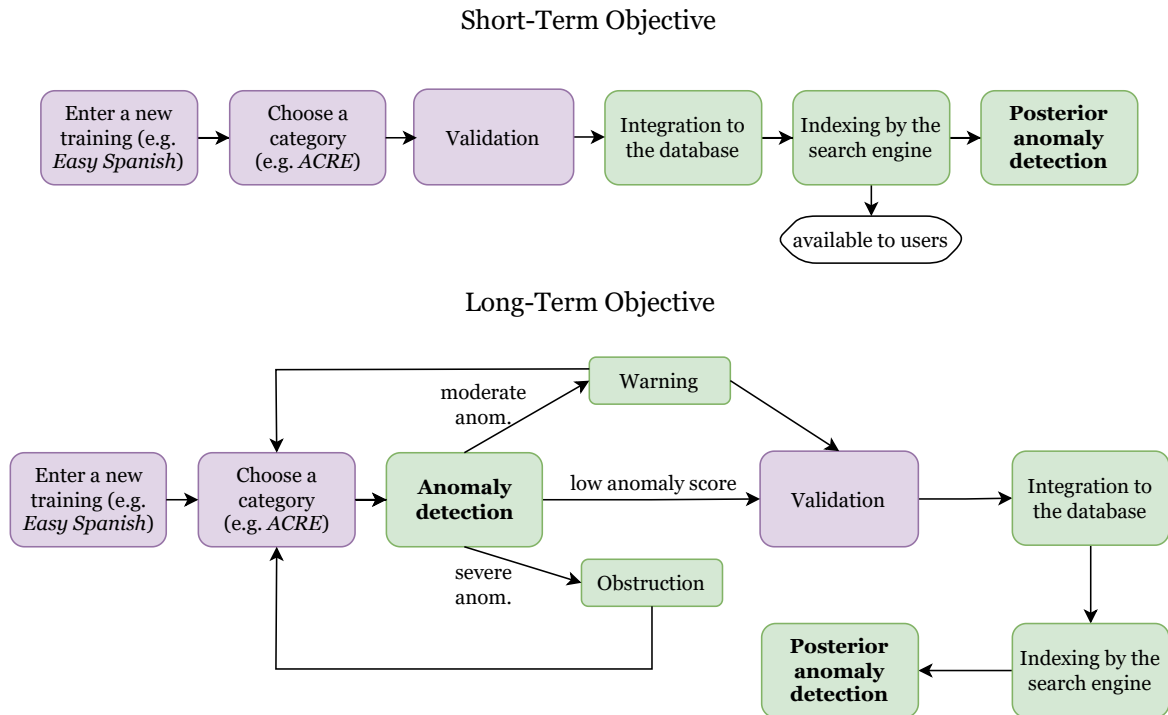 Short-Term Objective
Enter a new
training (e.g.
Easy Spanish)
Choose a
category
(e.g. ACRE)
Validation
Integration to
the database
Indexing by the
search engine
Posterior
anomaly
detection
available to users
Long-Term Objective
Warning
moderate
anom.
Enter a new
training (e.g.
Easy Spanish)
Choose a
category
(e.g. ACRE)
Anomaly
detection
low anomaly score
Validation
Integration to
the database
severe
anom.
Obstruction
Posterior
anomaly
detection
Indexing by the
search engine